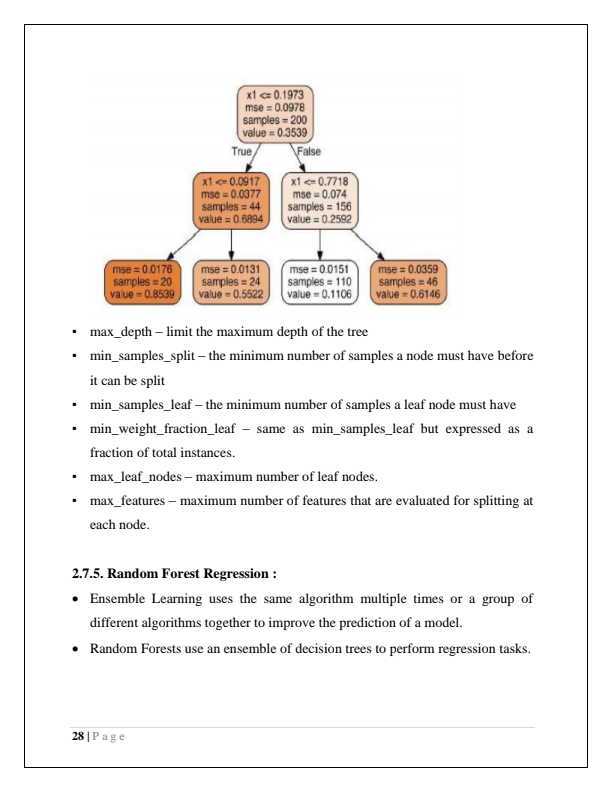 x1 <= 0.1973
mse = 0.0978
samples = 200
value = 0.3539
True
False
x1 <= 0.0917
mse = 0.0377
samples = 44
value = 0.6894
x1 <= 0.7718
mse = 0.074
samples = 156
value = 0.2592
mse = 0.0176
samples = 20
value = 0.8539
mse = 0.0131
samples = 24
value = 0.5522
mse = 0.0151
samples = 110
value = 0.1106
mse = 0.0359
samples = 46
value = 0.6146
▪ max_depth – limit the maximum depth of the tree
▪ min_samples_split – the minimum number of samples a node must have before
it can be split
▪ min_samples_leaf – the minimum number of samples a leaf node must have
▪ min_weight_fraction_leaf – same as min_samples_leaf but expressed as a
fraction of total instances.
▪ max_leaf_nodes – maximum number of leaf nodes.
▪ max_features – maximum number of features that are evaluated for splitting at
each node.
2.7.5. Random Forest Regression :
• Ensemble Learning uses the same algorithm multiple times or a group of
different algorithms together to improve the prediction of a model.
• Random Forests use an ensemble of decision trees to perform regression tasks.
28 | P a g e